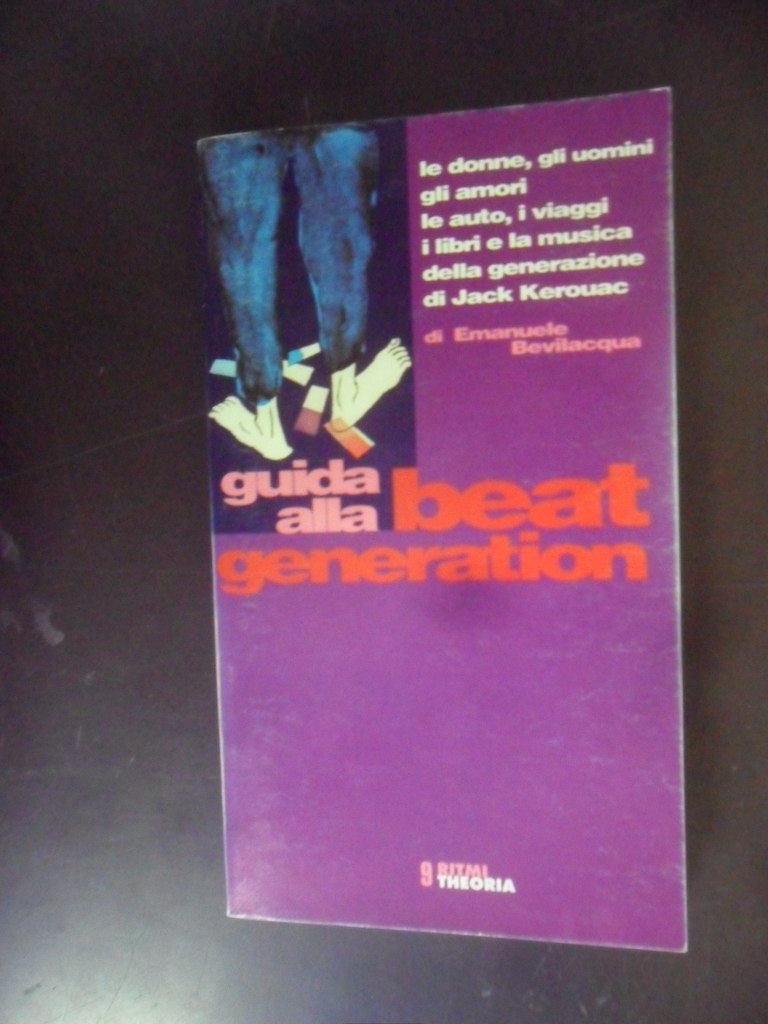 le donne, gli uomini
gli amori
le auto, i viaggi
i libri e la musica
della generazione
di Jack Kerouac
di Emanuele
Bevilacqua
guida
alla beat
generation
9 RITMI
THEORIA